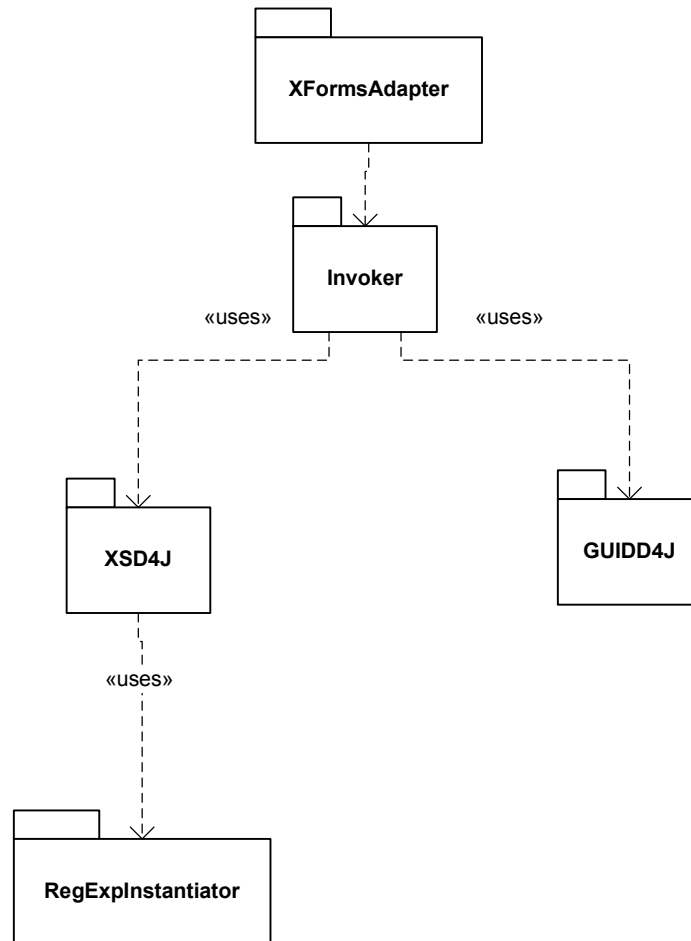 XFormsAdapter
Invoker
«uses»
«uses»
XSD4J
GUIDD4J
«uses»
RegExpInstantiator